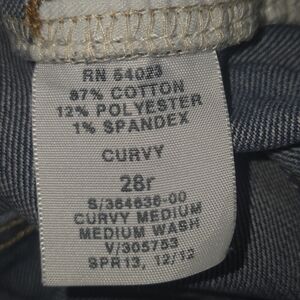 RN 54023
87% COTTON
12% POLYESTER
1% SPANDEX
CURVY
28r
S/364636-00
CURVY MEDIUM
MEDIUM WASH
V/305753
SPR13, 12/12